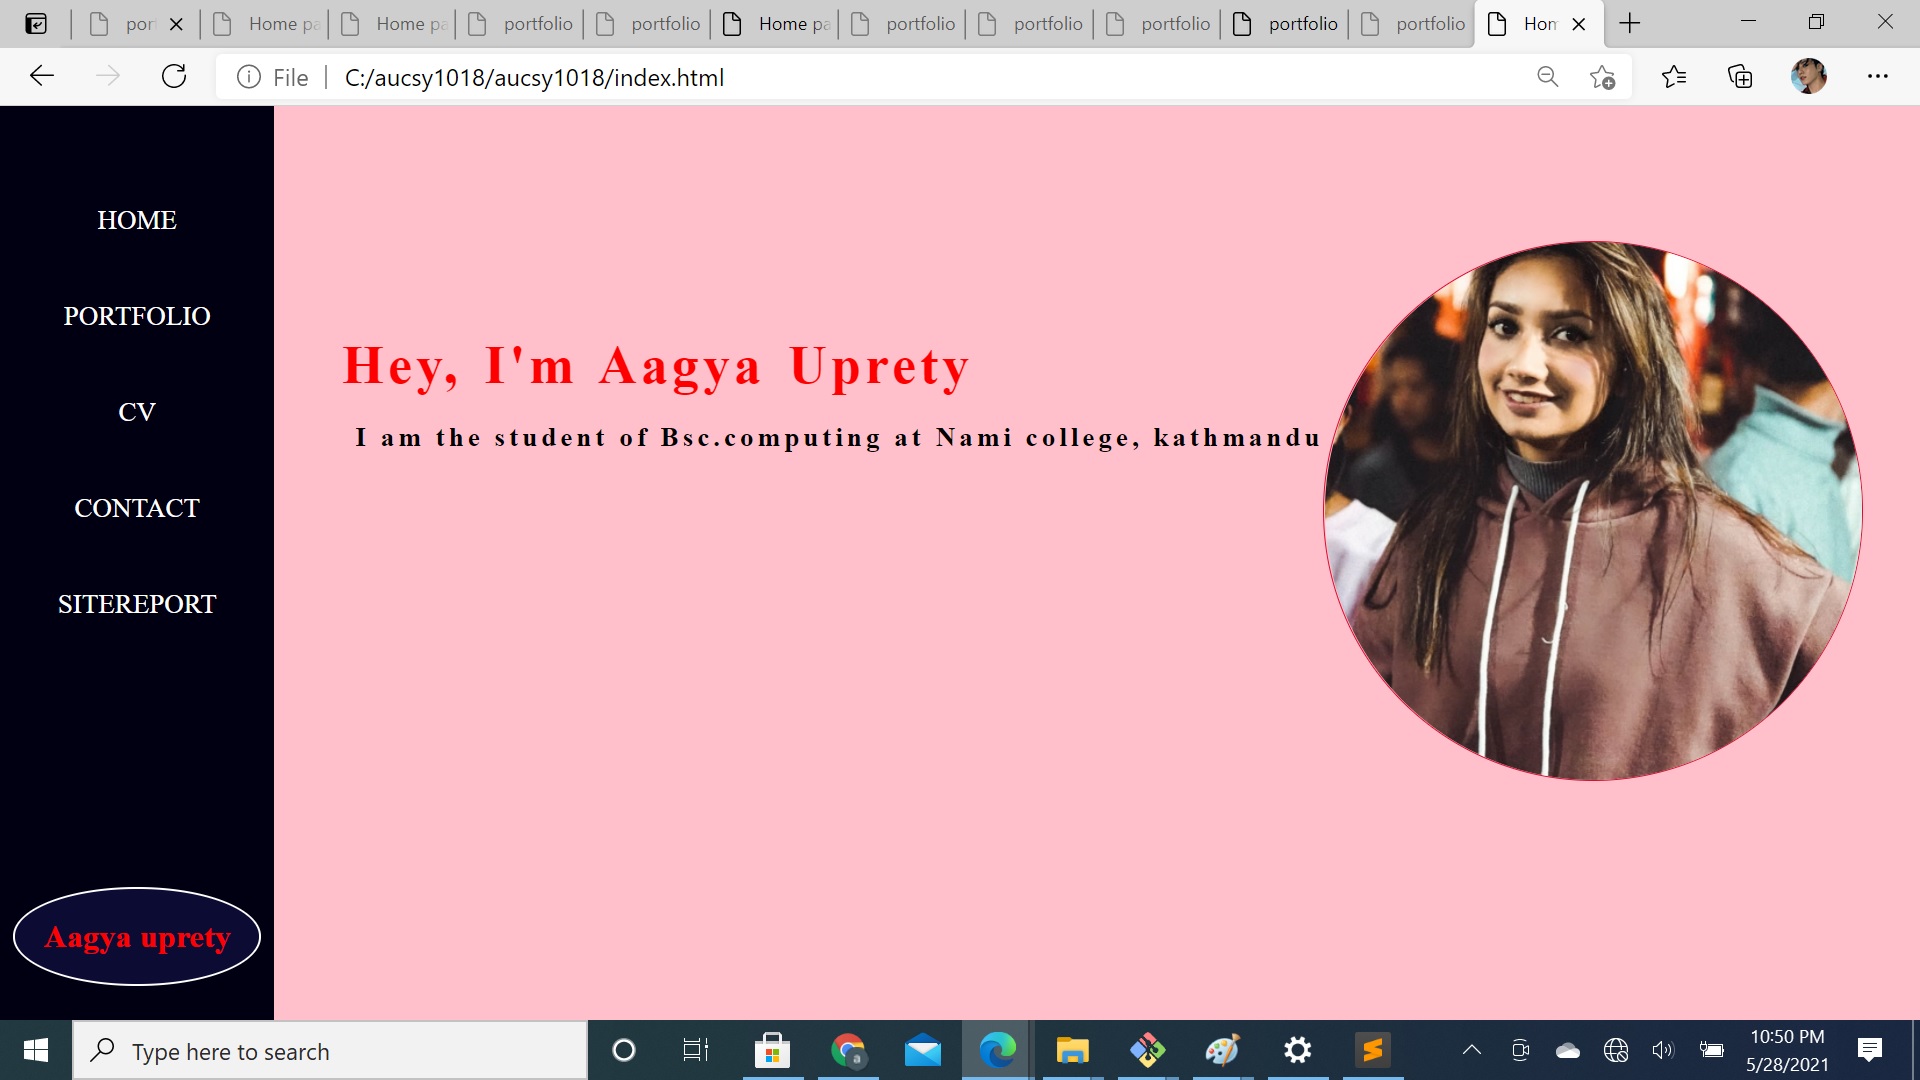 por
Home pa
Home pa
portfolio
portfolio
Home pa
portfolio
portfolio
portfolio
portfolio
portfolio
Hom
File
C:/aucsy1018/aucsy1018/index.html
HOME
PORTFOLIO
CV
CONTACT
SITEREPORT
Aagya uprety
Hey, I'm Aagya Uprety
I am the student of Bsc.computing at Nami college, kathmandu
Type here to search
a
10:50 PM
5/28/2021